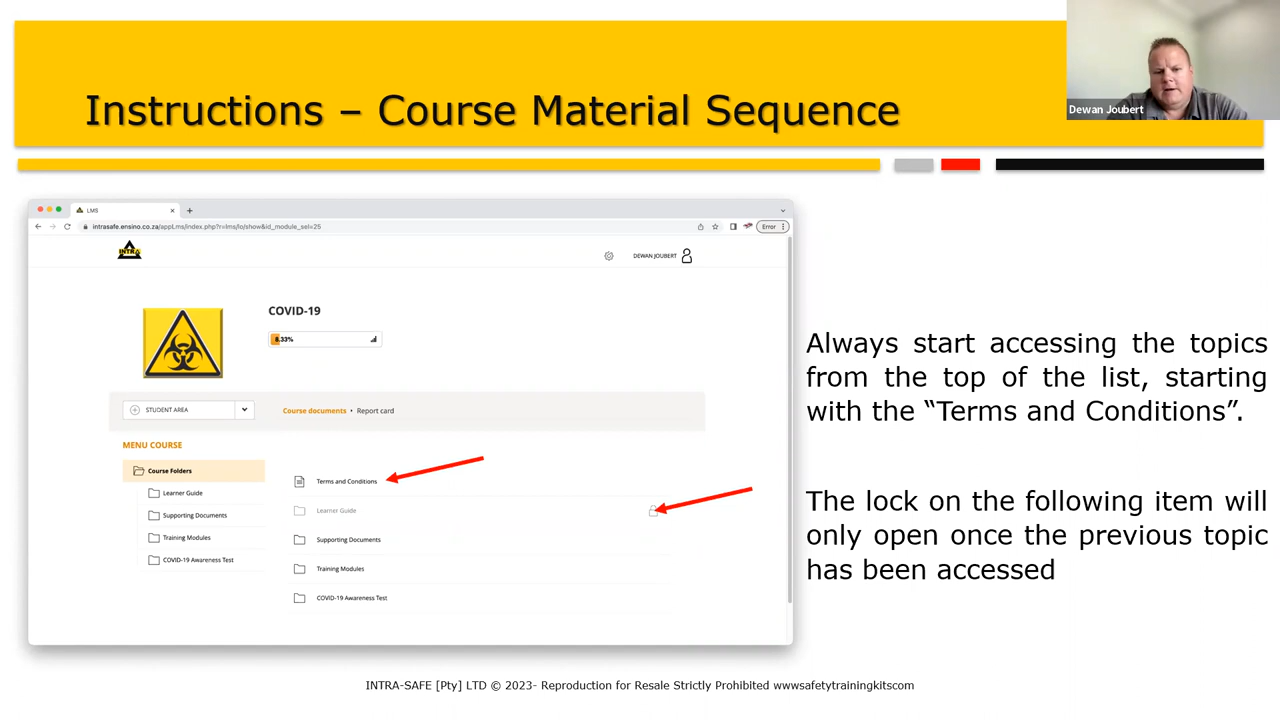 Instructions – Course Material Sequence
Dewan Joubert
LMS
intrasafe.ensino.co.za/appLms/index.php?r=lms/lo/show&id_module_sel=25
Error
INTRA
DEWAN JOUBERT
COVID-19
8.33%
STUDENT AREA
Course documents • Report card
MENU COURSE
Course Folders
Learner Guide
Supporting Documents
Training Modules
COVID-19 Awareness Test
Terms and Conditions
Learner Guide
Supporting Documents
Training Modules
COVID-19 Awareness Test
Always start accessing the topics
from the top of the list, starting
with the “Terms and Conditions”.
The lock on the following item will
only open once the previous topic
has been accessed
INTRA-SAFE [Pty] LTD © 2023- Reproduction for Resale Strictly Prohibited wwwsafetytrainingkitscom